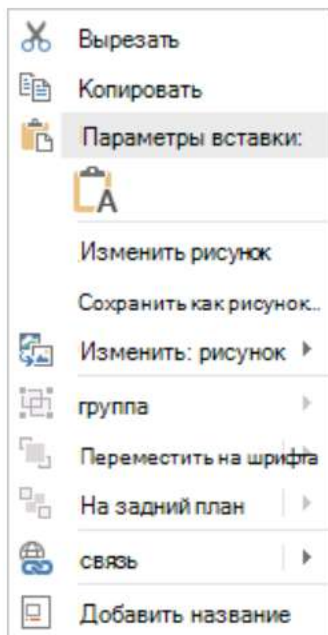 Вырезать
Копировать
Параметры вставки:
A
Изменить рисунок
Сохранить как рисунок...
Изменить: рисунок
группа
Переместить на шрифта
На задний план
связь
Добавить название